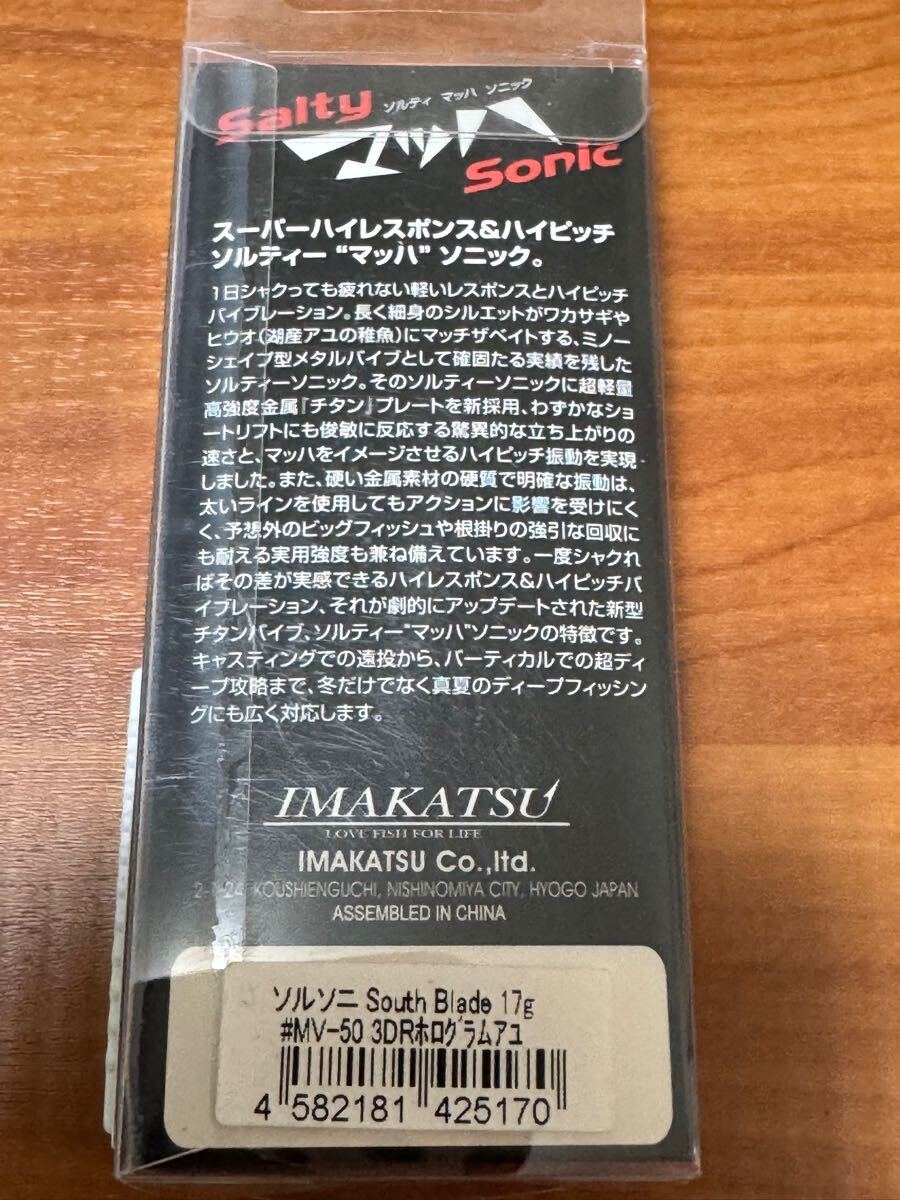 Salty
ソルティ マッハ ソニック
マッハ
Sonic
スーパーハイレスポンス&ハイピッチ
ソルティー “マッハ” ソニック。
1日シャクっても疲れない軽いレスポンスとハイピッチ
バイブレーション。長く細身のシルエットがワカサギや
ヒウオ(湖産アユの稚魚)にマッチザベイトする、ミノー
シェイプ型メタルバイブとして確固たる実績を残した
ソルティーソニック。そのソルティーソニックに超軽量
高強度金属『チタン』プレートを新採用、わずかなショ
ートリフトにも俊敏に反応する驚異的な立ち上がりの
速さと、マッハをイメージさせるハイピッチ振動を実現
しました。また、硬い金属素材の硬質で明確な振動は、
太いラインを使用してもアクションに影響を受けにく
く、予想外のビッグフィッシュや根掛りの強引な回収に
も耐える実用強度も兼ね備えています。一度シャクれ
ばその差が実感できるハイレスポンス&ハイピッチバ
イブレーション、それが劇的にアップデートされた新型
チタンバイブ、ソルティー“マッハ”ソニックの特徴です。
キャスティングでの遠投から、バーティカルでの超ディ
ープ攻略まで、冬だけでなく真夏のディープフィッシン
グにも広く対応します。
IMAKATSU
LOVE FISH FOR LIFE
IMAKATSU Co.,ltd.
KOUSHIENGUCHI, NISHINOMIYA CITY, HYOGO JAPAN
ASSEMBLED IN CHINA
ソルソニ South Blade 17g
#MV-50 3DRホログラムアユ
4 582181 425170